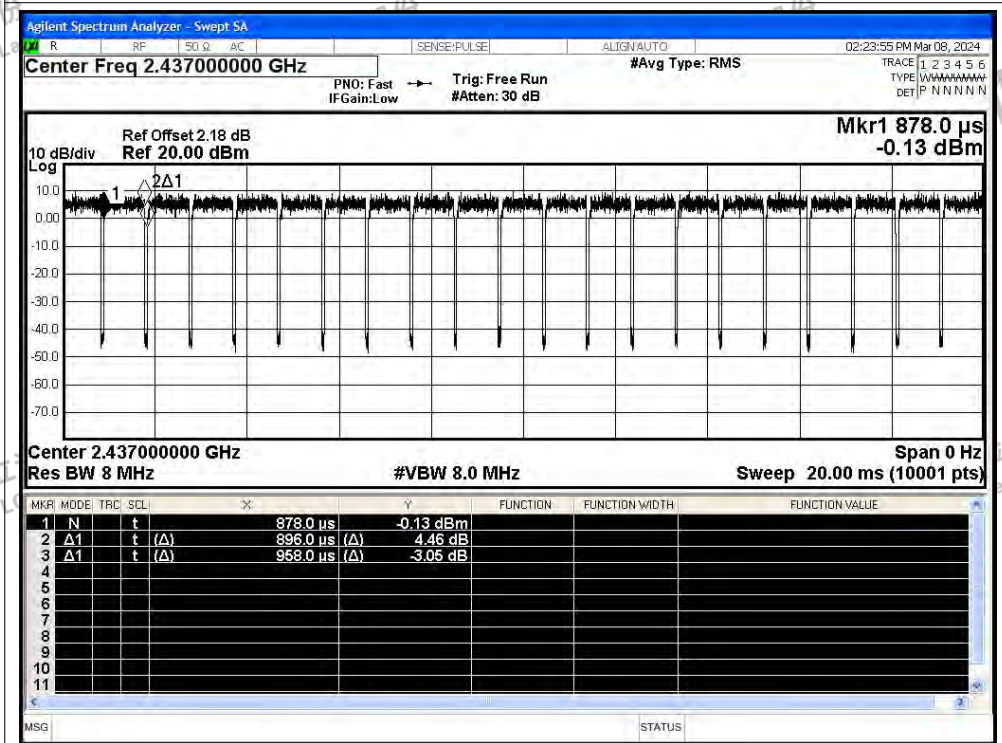 Agilent Spectrum Analyzer - Swept SA
R RF 50 Ω AC SENSE:PULSE ALIGN AUTO 02:23:55 PM Mar 08, 2024
Center Freq 2.437000000 GHz #Avg Type: RMS TRACE 1 2 3 4 5 6
PNO: Fast Trig: Free Run TYPE WWWWWW
IFGain:Low #Atten: 30 dB DET P N N N N N
Mkr1 878.0 µs
Ref Offset 2.18 dB
10 dB/div Ref 20.00 dBm -0.13 dBm
Log
10.0
1 2Δ1
0.00
-10.0
-20.0
-30.0
-40.0
-50.0
-60.0
-70.0
Center 2.437000000 GHz Span 0 Hz
Res BW 8 MHz #VBW 8.0 MHz Sweep 20.00 ms (10001 pts)
MKR MODE TRC SCL X Y FUNCTION FUNCTION WIDTH FUNCTION VALUE
1 N t 878.0 µs -0.13 dBm
2 Δ1 t (Δ) 896.0 µs (Δ) 4.46 dB
3 Δ1 t (Δ) 958.0 µs (Δ) -3.05 dB
4
5
6
7
8
9
10
11
MSG STATUS